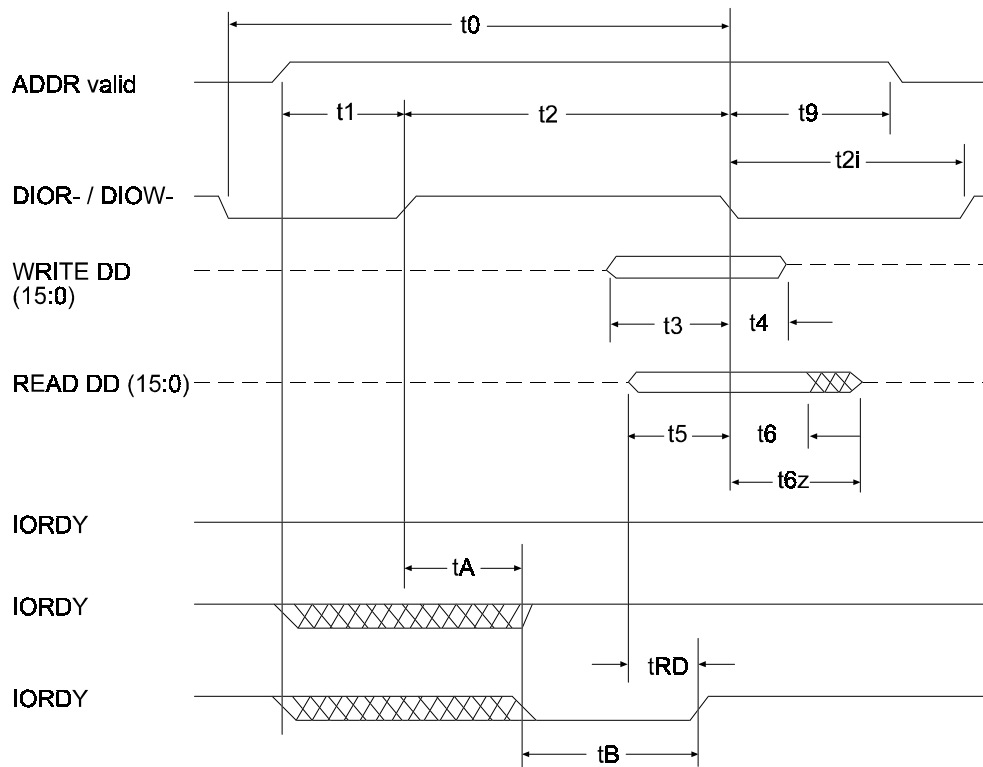 t0
ADDR valid
t1
t2
t9
t2i
DIOR- / DIOW-
WRITE DD
(15:0)
t3
t4
READ DD (15:0)
t5
t6
t6z
IORDY
tA
IORDY
tRD
IORDY
tB